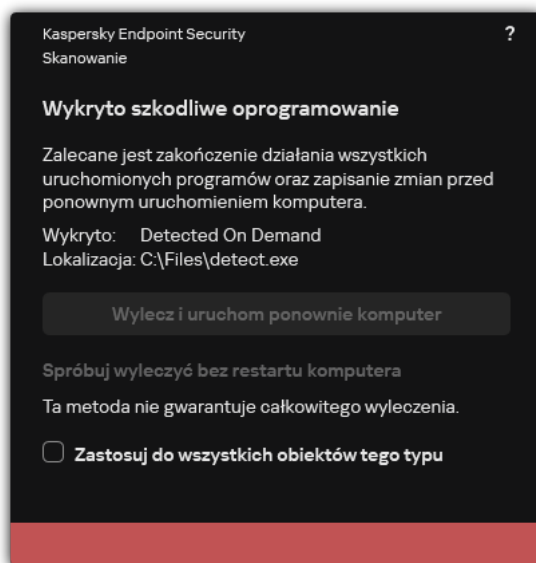 Kaspersky Endpoint Security
?
Skanowanie
Wykryto szkodliwe oprogramowanie
Zalecane jest zakończenie działania wszystkich
uruchomionych programów oraz zapisanie zmian przed
ponownym uruchomieniem komputera.
Wykryto: Detected On Demand
Lokalizacja: C:\Files\detect.exe
Wylecz i uruchom ponownie komputer
Spróbuj wyleczyć bez restartu komputera
Ta metoda nie gwarantuje całkowitego wyleczenia.
Zastosuj do wszystkich obiektów tego typu